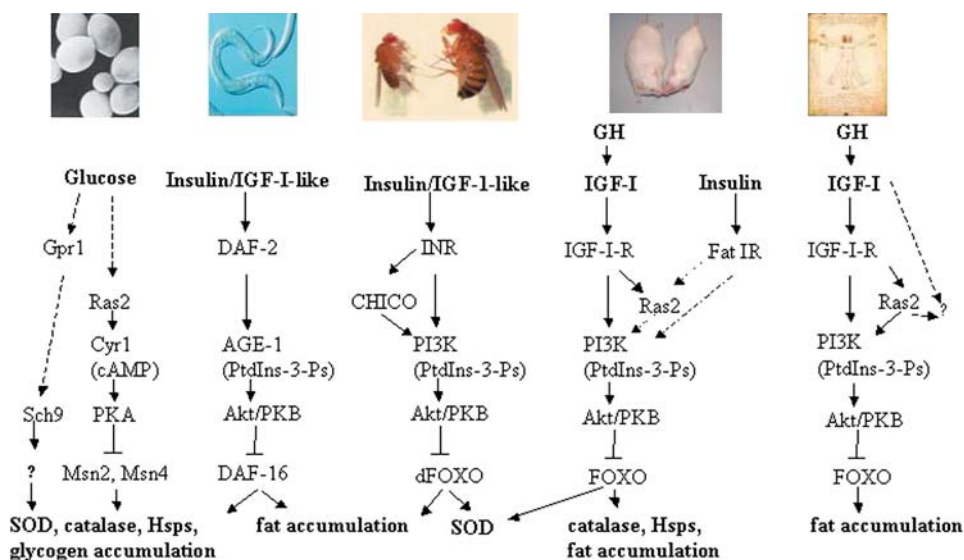 GH
GH
Glucose
Insulin/IGF-I-like
Insulin/IGF-1-like
IGF-I
Insulin
IGF-I
Gpr1
DAF-2
INR
IGF-I-R
Fat IR
IGF-I-R
Ras2
CHICO
Ras2
Ras2
?
Cyr1
(cAMP)
AGE-1
(PtdIns-3-Ps)
PI3K
(PtdIns-3-Ps)
PI3K
(PtdIns-3-Ps)
PI3K
(PtdIns-3-Ps)
Sch9
PKA
Akt/PKB
Akt/PKB
Akt/PKB
Akt/PKB
?
Msn2, Msn4
DAF-16
dFOXO
FOXO
FOXO
SOD, catalase, Hsps,
glycogen accumulation
fat accumulation
SOD
catalase, Hsps,
fat accumulation
fat accumulation